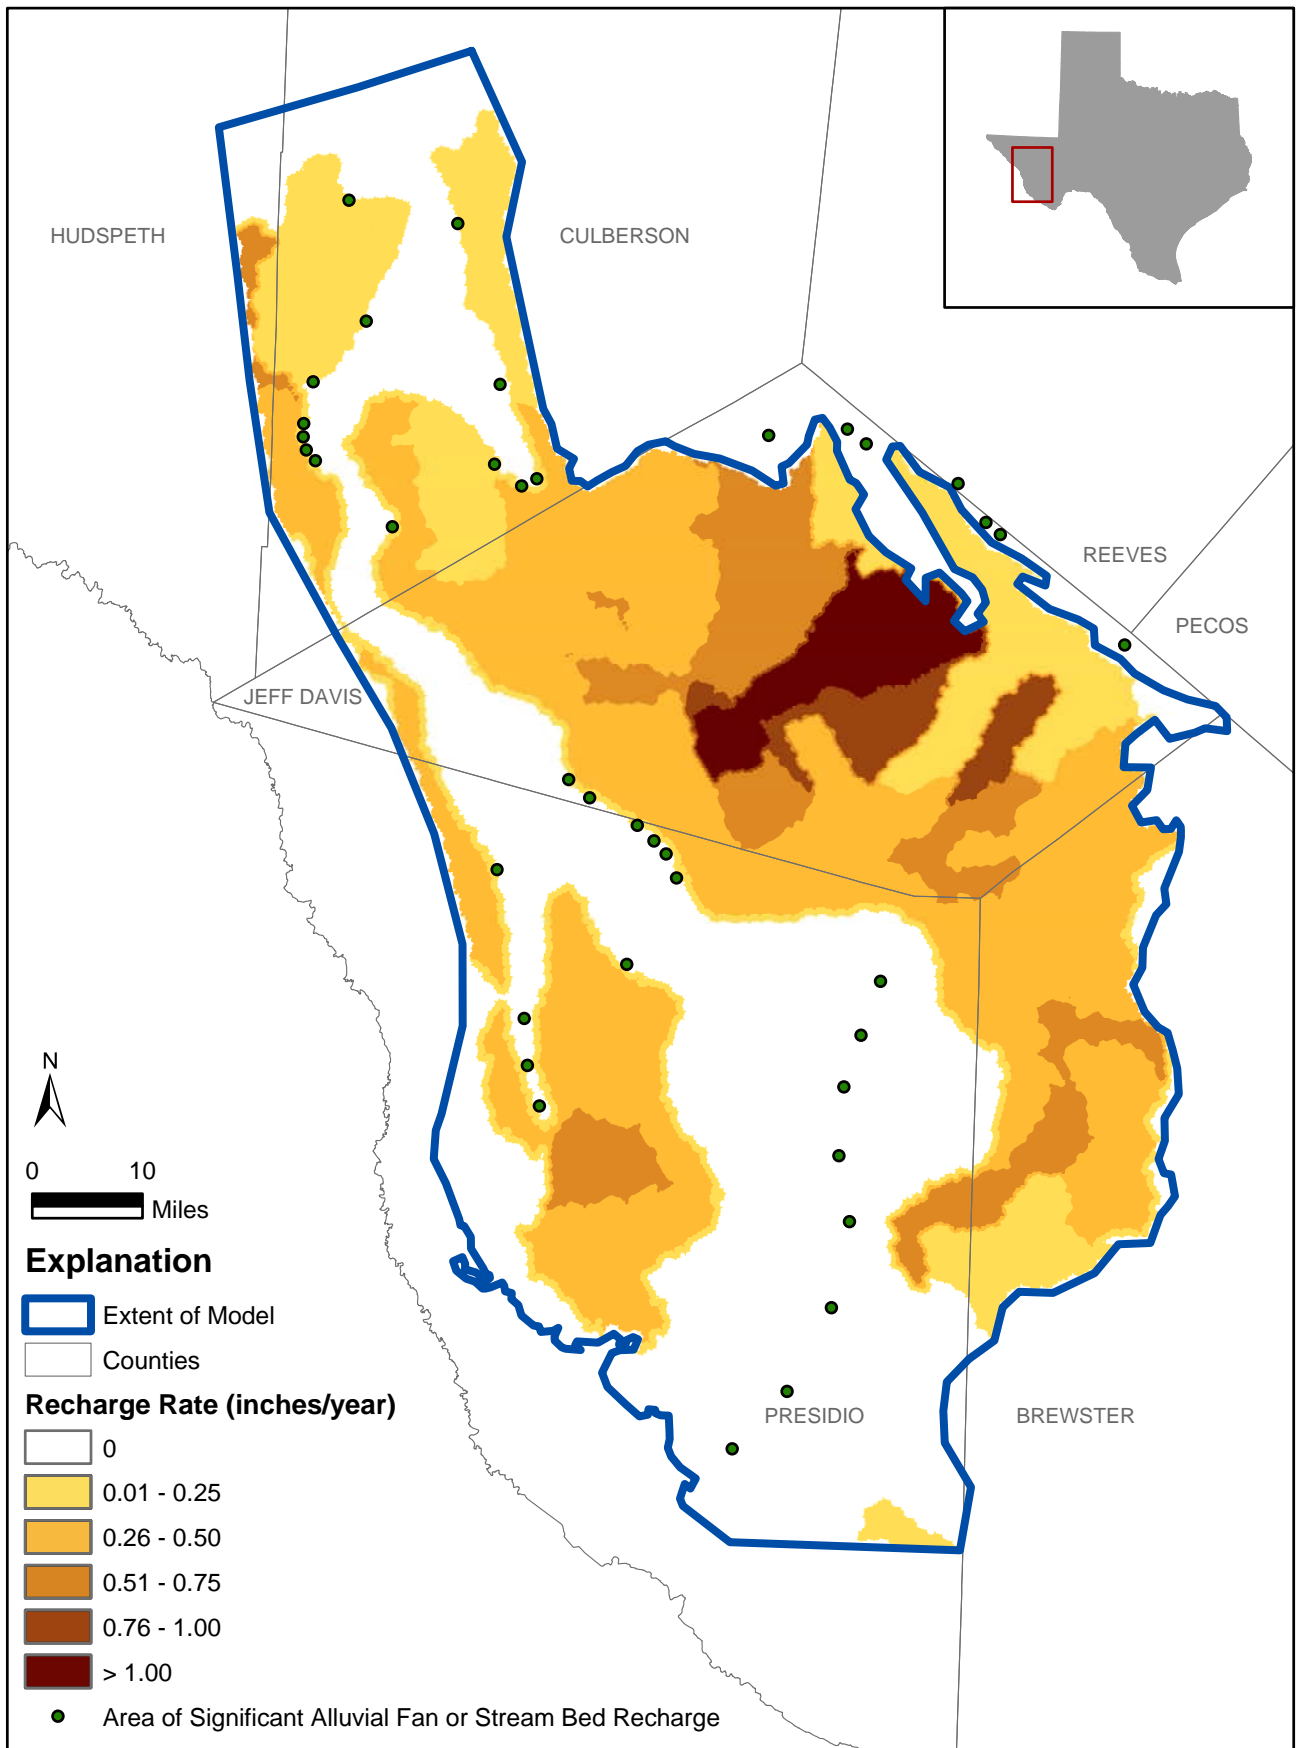 HUDSPETH
CULBERSON
REEVES
PECOS
JEFF DAVIS
PRESIDIO
BREWSTER
N
0 10
Miles
Explanation
Extent of Model
Counties
Recharge Rate (inches/year)
0
0.01 - 0.25
0.26 - 0.50
0.51 - 0.75
0.76 - 1.00
> 1.00
Area of Significant Alluvial Fan or Stream Bed Recharge